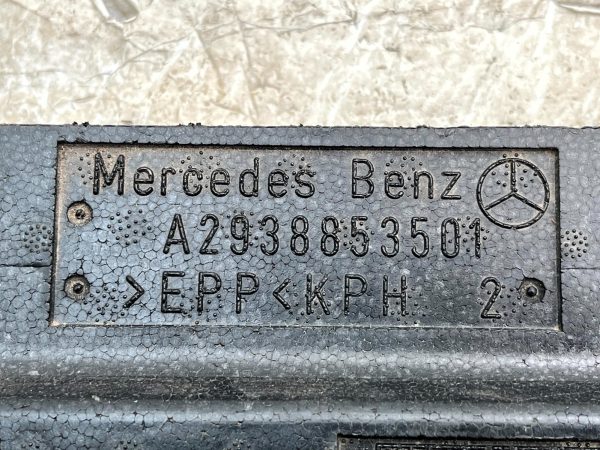 Mercedes Benz
A2938853501
>EPP< KPH 2